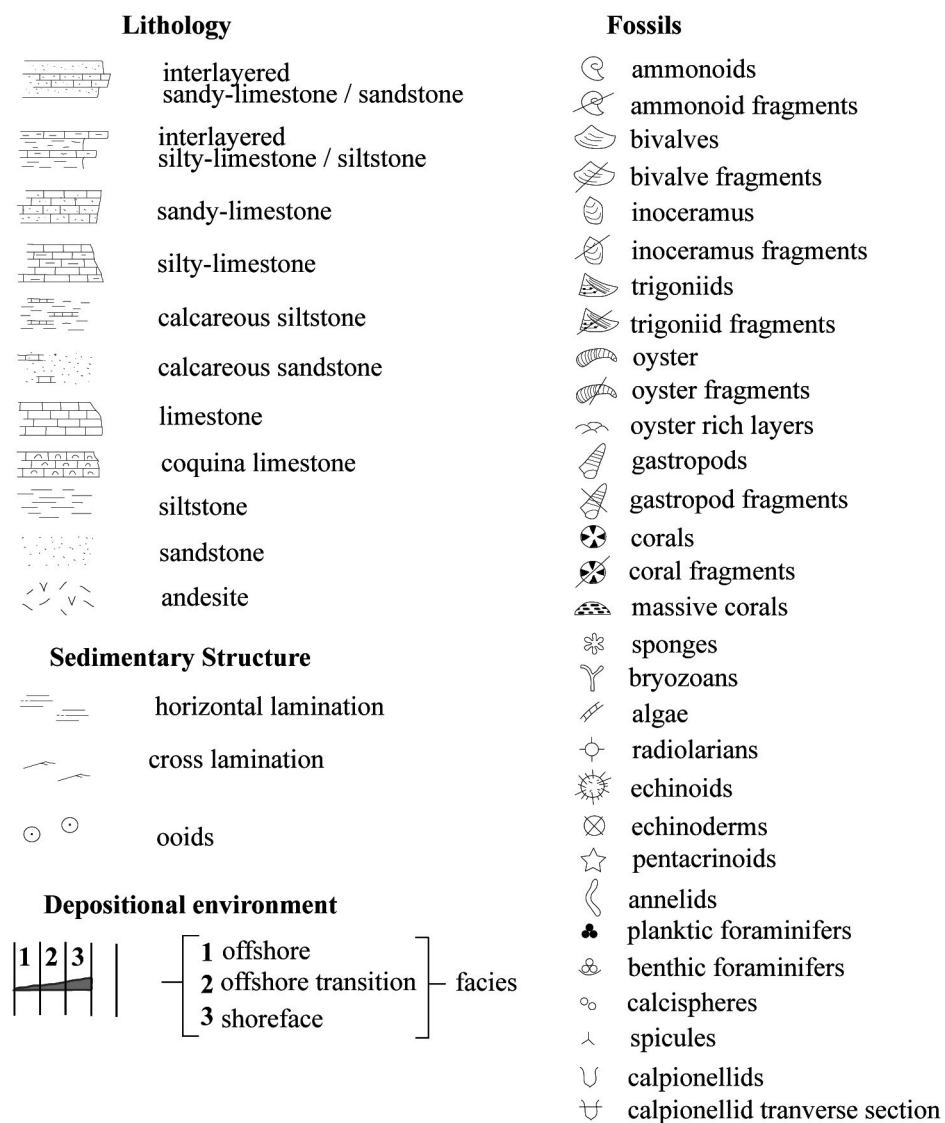 Lithology
interlayered
sandy-limestone / sandstone
interlayered
silty-limestone / siltstone
sandy-limestone
silty-limestone
calcareous siltstone
calcareous sandstone
limestone
coquina limestone
siltstone
sandstone
andesite
Sedimentary Structure
horizontal lamination
cross lamination
ooids
Depositional environment
1 2 3
1 offshore
2 offshore transition
3 shoreface
facies
Fossils
ammonoids
ammonoid fragments
bivalves
bivalve fragments
inoceramus
inoceramus fragments
trigoniids
trigoniid fragments
oyster
oyster fragments
oyster rich layers
gastropods
gastropod fragments
corals
coral fragments
massive corals
sponges
bryozoans
algae
radiolarians
echinoids
echinoderms
pentacrinoids
annelids
planktic foraminifers
benthic foraminifers
calcispheres
spicules
calpionellids
calpionellid tranverse section